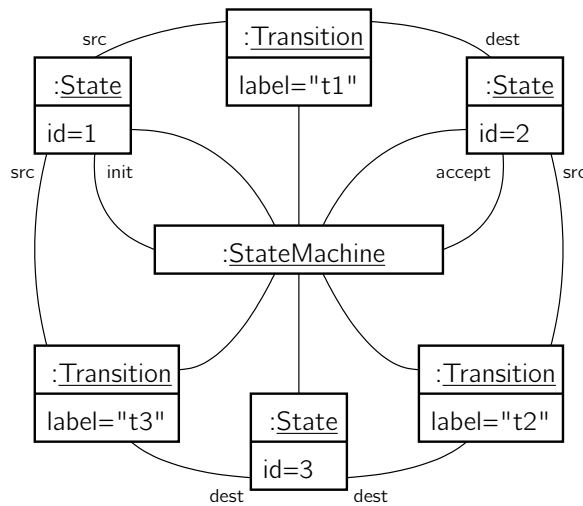 :Transition
label="t1"
src
dest
:State
id=1
:State
id=2
src
init
accept
src
:StateMachine
:Transition
label="t3"
:State
id=3
:Transition
label="t2"
dest
dest